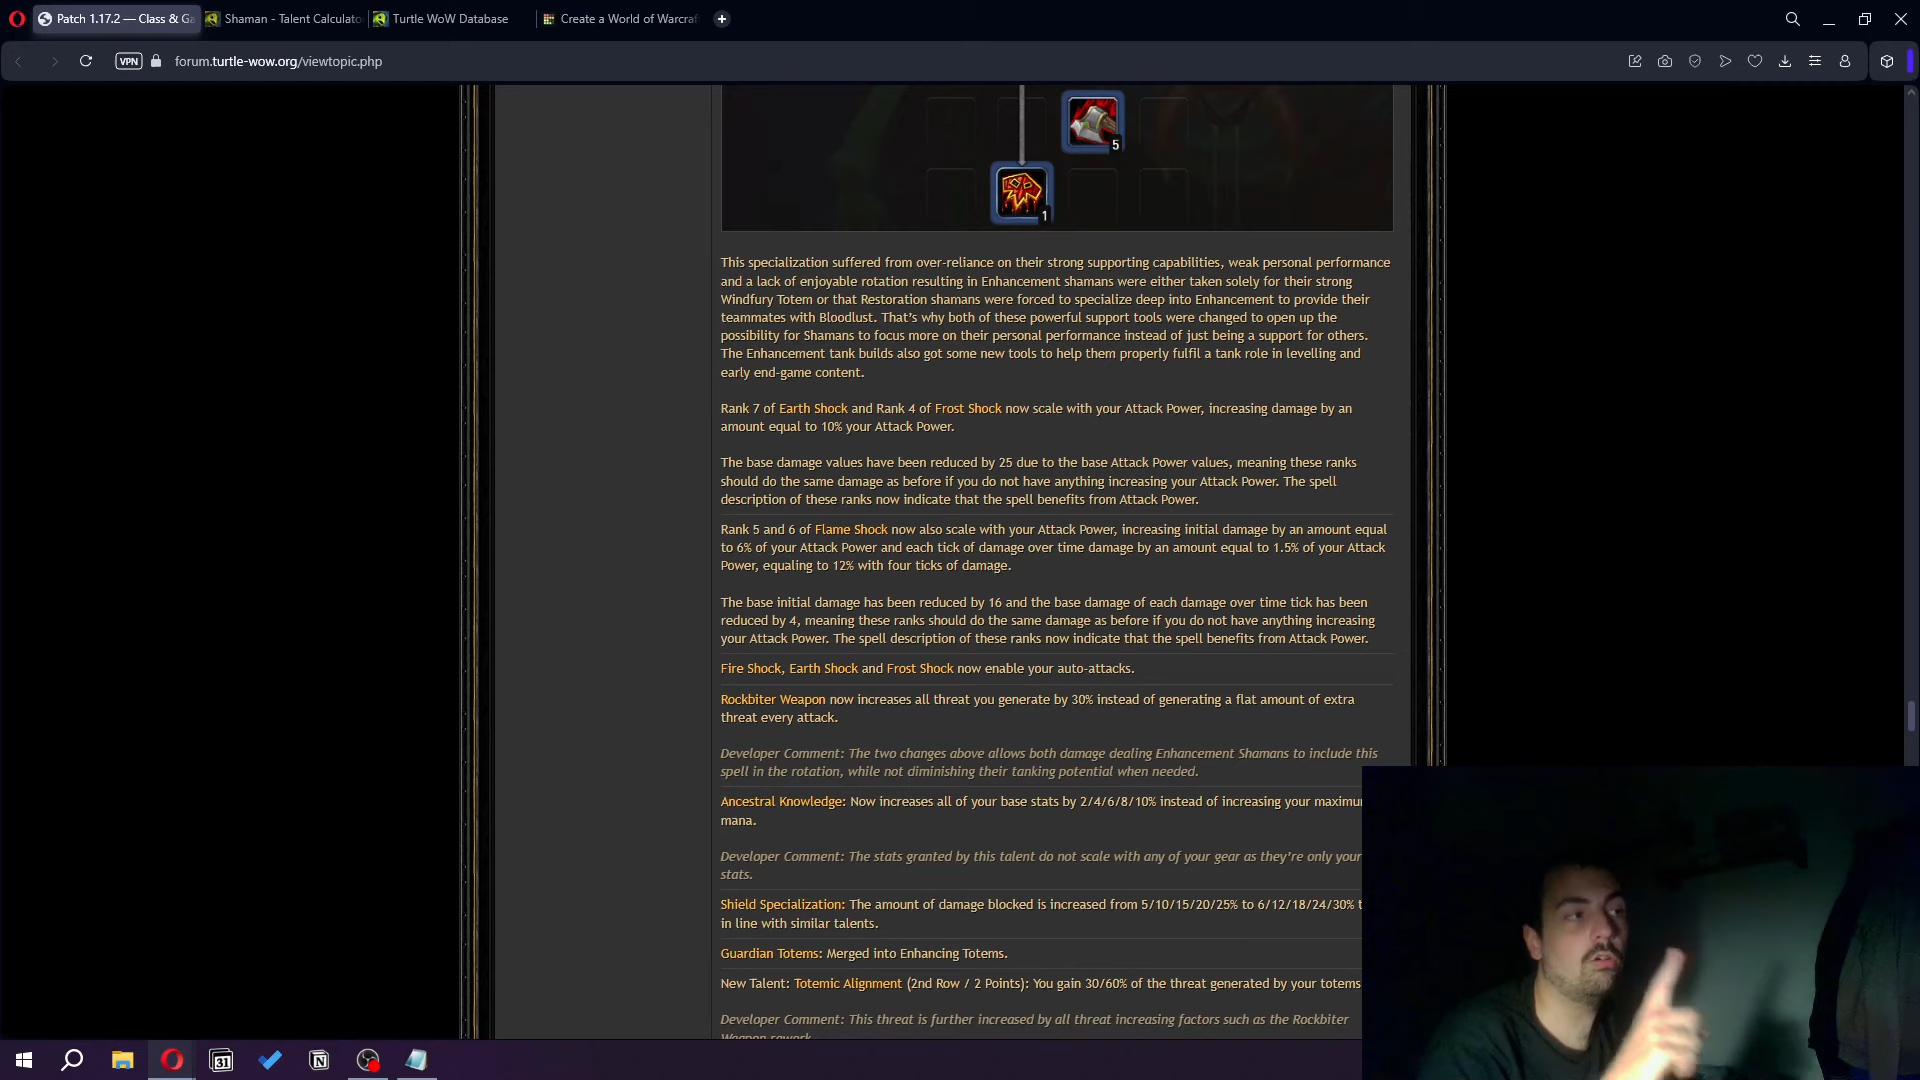 Patch 1.17.2 — Class & Ga
Shaman - Talent Calculato
Turtle WoW Database
Create a World of Warcraf
VPN
forum.turtle-wow.org/viewtopic.php
5
1
This specialization suffered from over-reliance on their strong supporting capabilities, weak personal performance
and a lack of enjoyable rotation resulting in Enhancement shamans were either taken solely for their strong
Windfury Totem or that Restoration shamans were forced to specialize deep into Enhancement to provide their
teammates with Bloodlust. That's why both of these powerful support tools were changed to open up the
possibility for Shamans to focus more on their personal performance instead of just being a support for others.
The Enhancement tank builds also got some new tools to help them properly fulfil a tank role in levelling and
early end-game content.
Rank 7 of Earth Shock and Rank 4 of Frost Shock now scale with your Attack Power, increasing damage by an
amount equal to 10% your Attack Power.
The base damage values have been reduced by 25 due to the base Attack Power values, meaning these ranks
should do the same damage as before if you do not have anything increasing your Attack Power. The spell
description of these ranks now indicate that the spell benefits from Attack Power.
Rank 5 and 6 of Flame Shock now also scale with your Attack Power, increasing initial damage by an amount equal
to 6% of your Attack Power and each tick of damage over time damage by an amount equal to 1.5% of your Attack
Power, equaling to 12% with four ticks of damage.
The base initial damage has been reduced by 16 and the base damage of each damage over time tick has been
reduced by 4, meaning these ranks should do the same damage as before if you do not have anything increasing
your Attack Power. The spell description of these ranks now indicate that the spell benefits from Attack Power.
Fire Shock, Earth Shock and Frost Shock now enable your auto-attacks.
Rockbiter Weapon now increases all threat you generate by 30% instead of generating a flat amount of extra
threat every attack.
Developer Comment: The two changes above allows both damage dealing Enhancement Shamans to include this
spell in the rotation, while not diminishing their tanking potential when needed.
Ancestral Knowledge: Now increases all of your base stats by 2/4/6/8/10% instead of increasing your maximu
mana.
Developer Comment: The stats granted by this talent do not scale with any of your gear as they're only your
stats.
Shield Specialization: The amount of damage blocked is increased from 5/10/15/20/25% to 6/12/18/24/30% t
in line with similar talents.
Guardian Totems: Merged into Enhancing Totems.
New Talent: Totemic Alignment (2nd Row / 2 Points): You gain 30/60% of the threat generated by your totems
Developer Comment: This threat is further increased by all threat increasing factors such as the Rockbiter
Weapon rework.
31